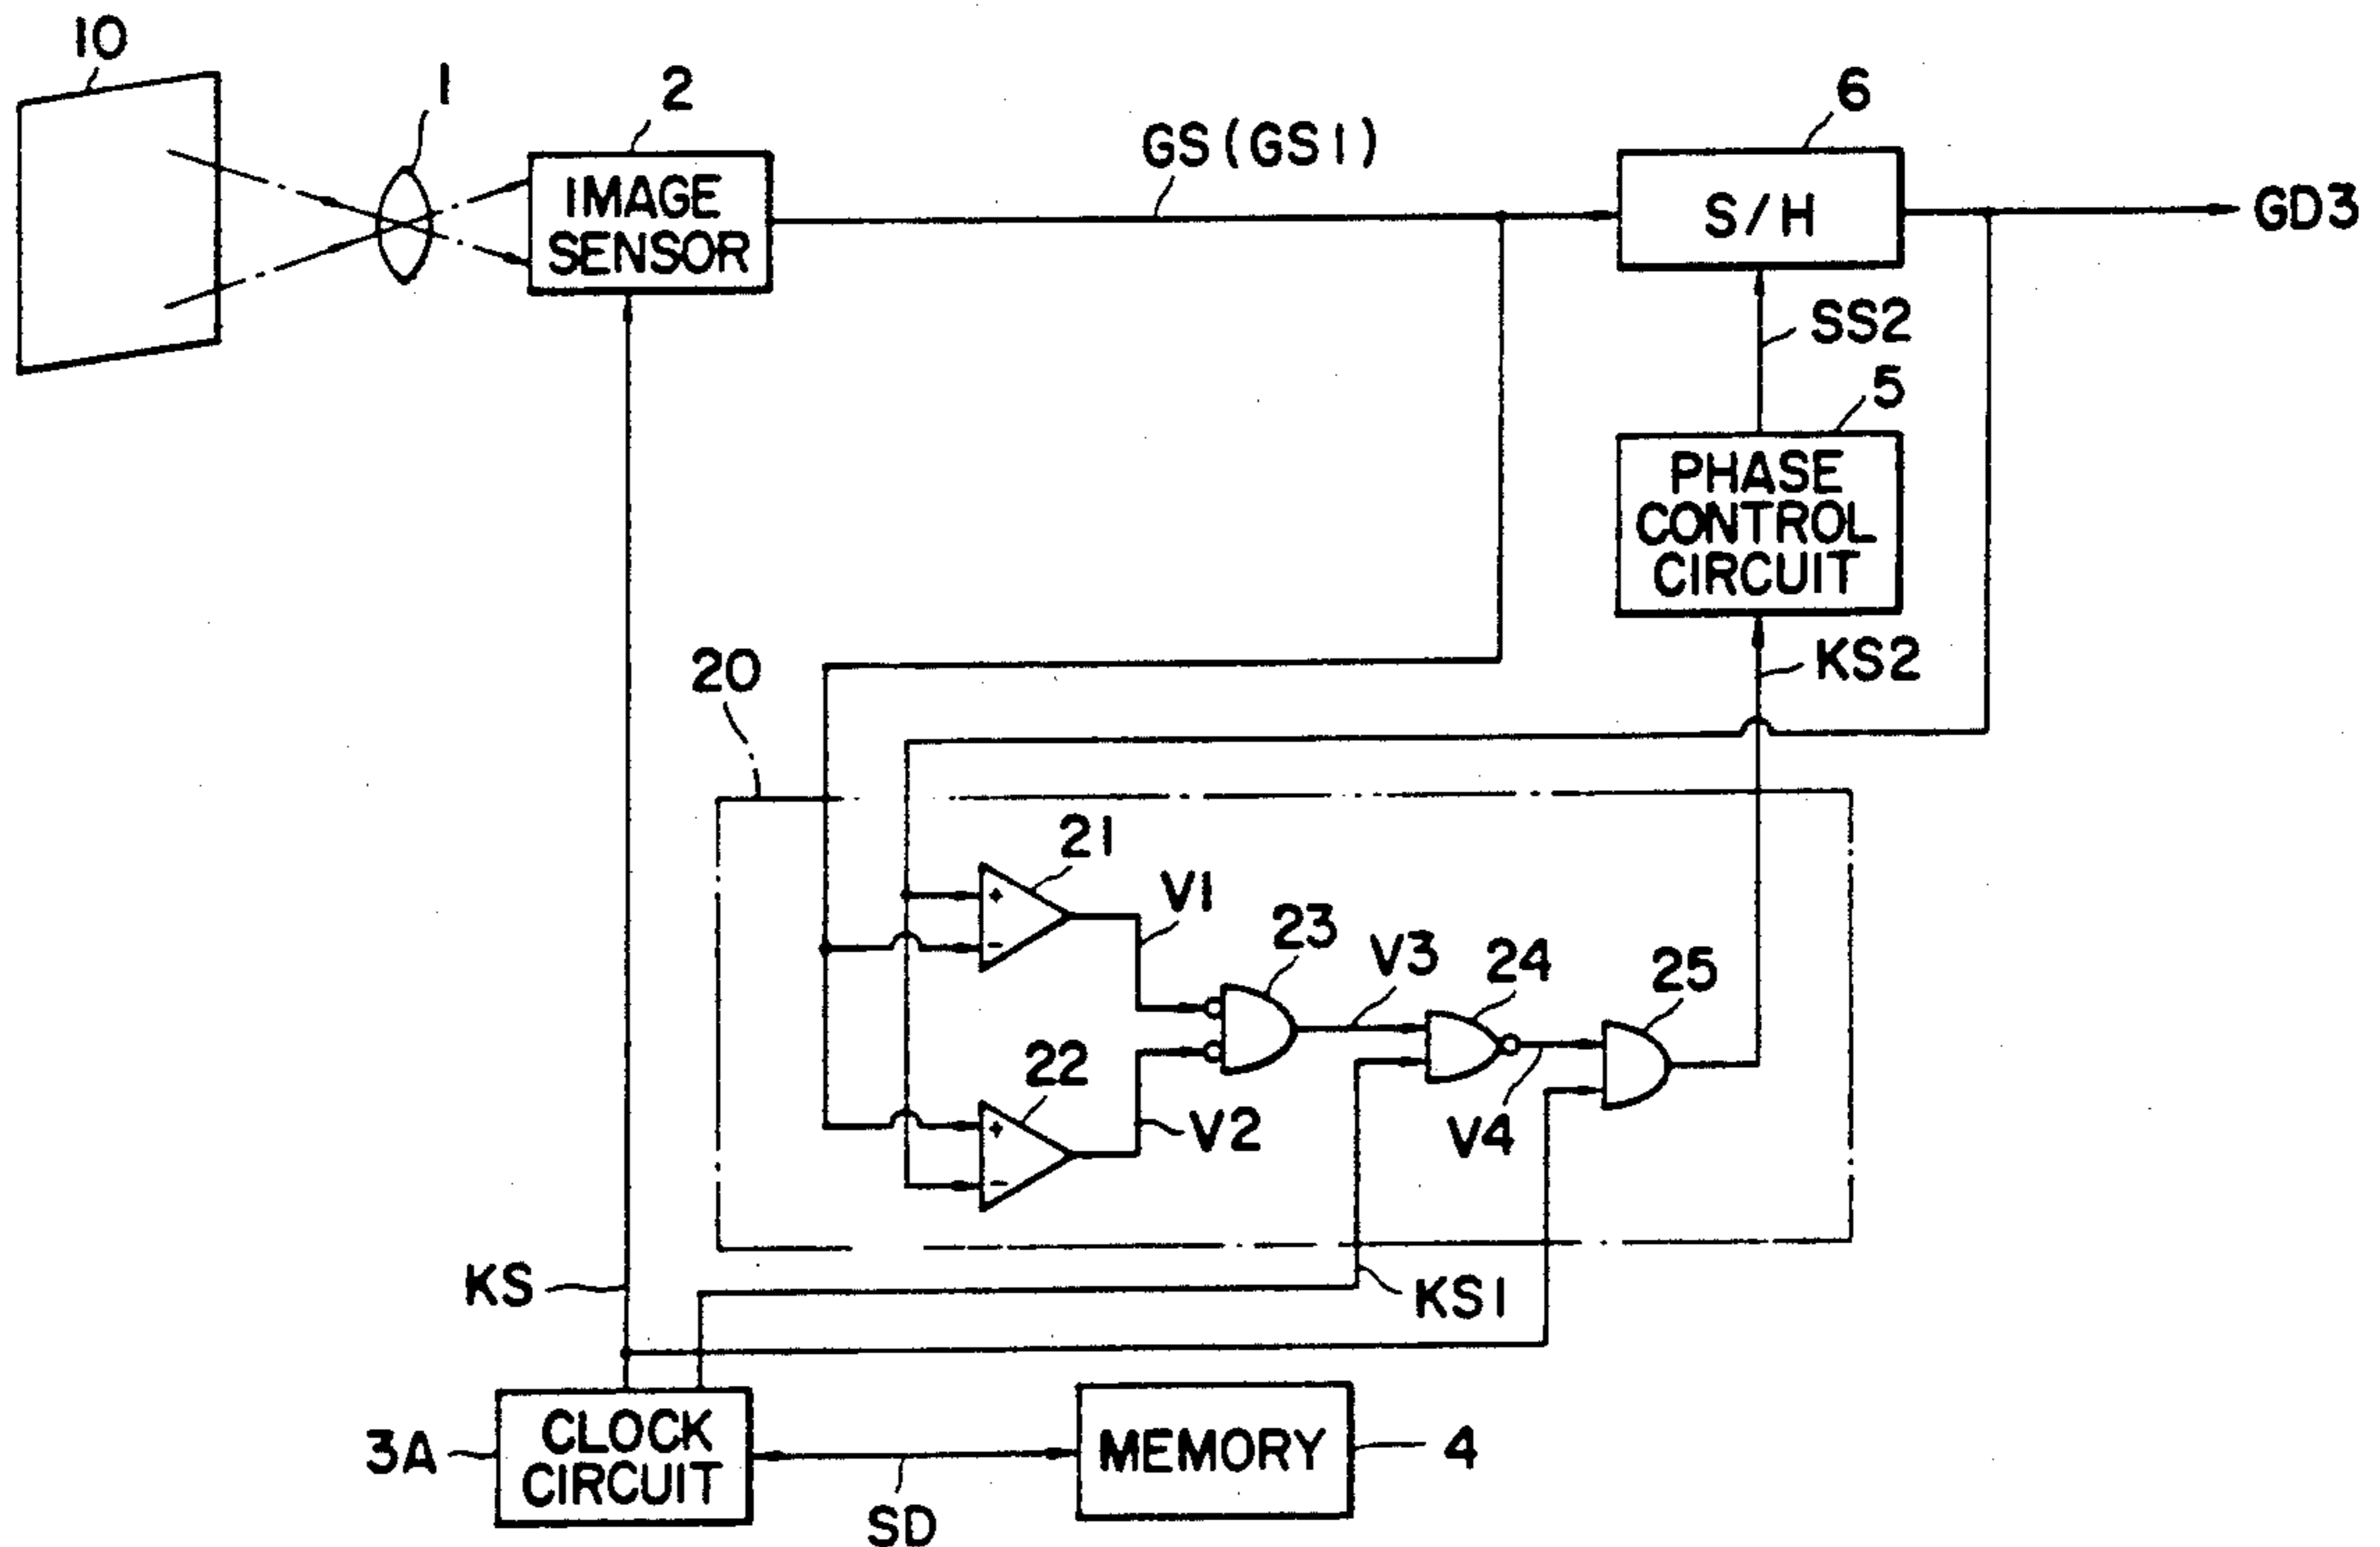 10
1
2
IMAGE
SENSOR
GS(GS1)
6
S/H
GD3
SS2
5
PHASE
CONTROL
CIRCUIT
KS2
20
21
+
-
V1
23
V3
24
25
22
+
-
V2
V4
KS
KS1
3A
CLOCK
CIRCUIT
SD
MEMORY
4